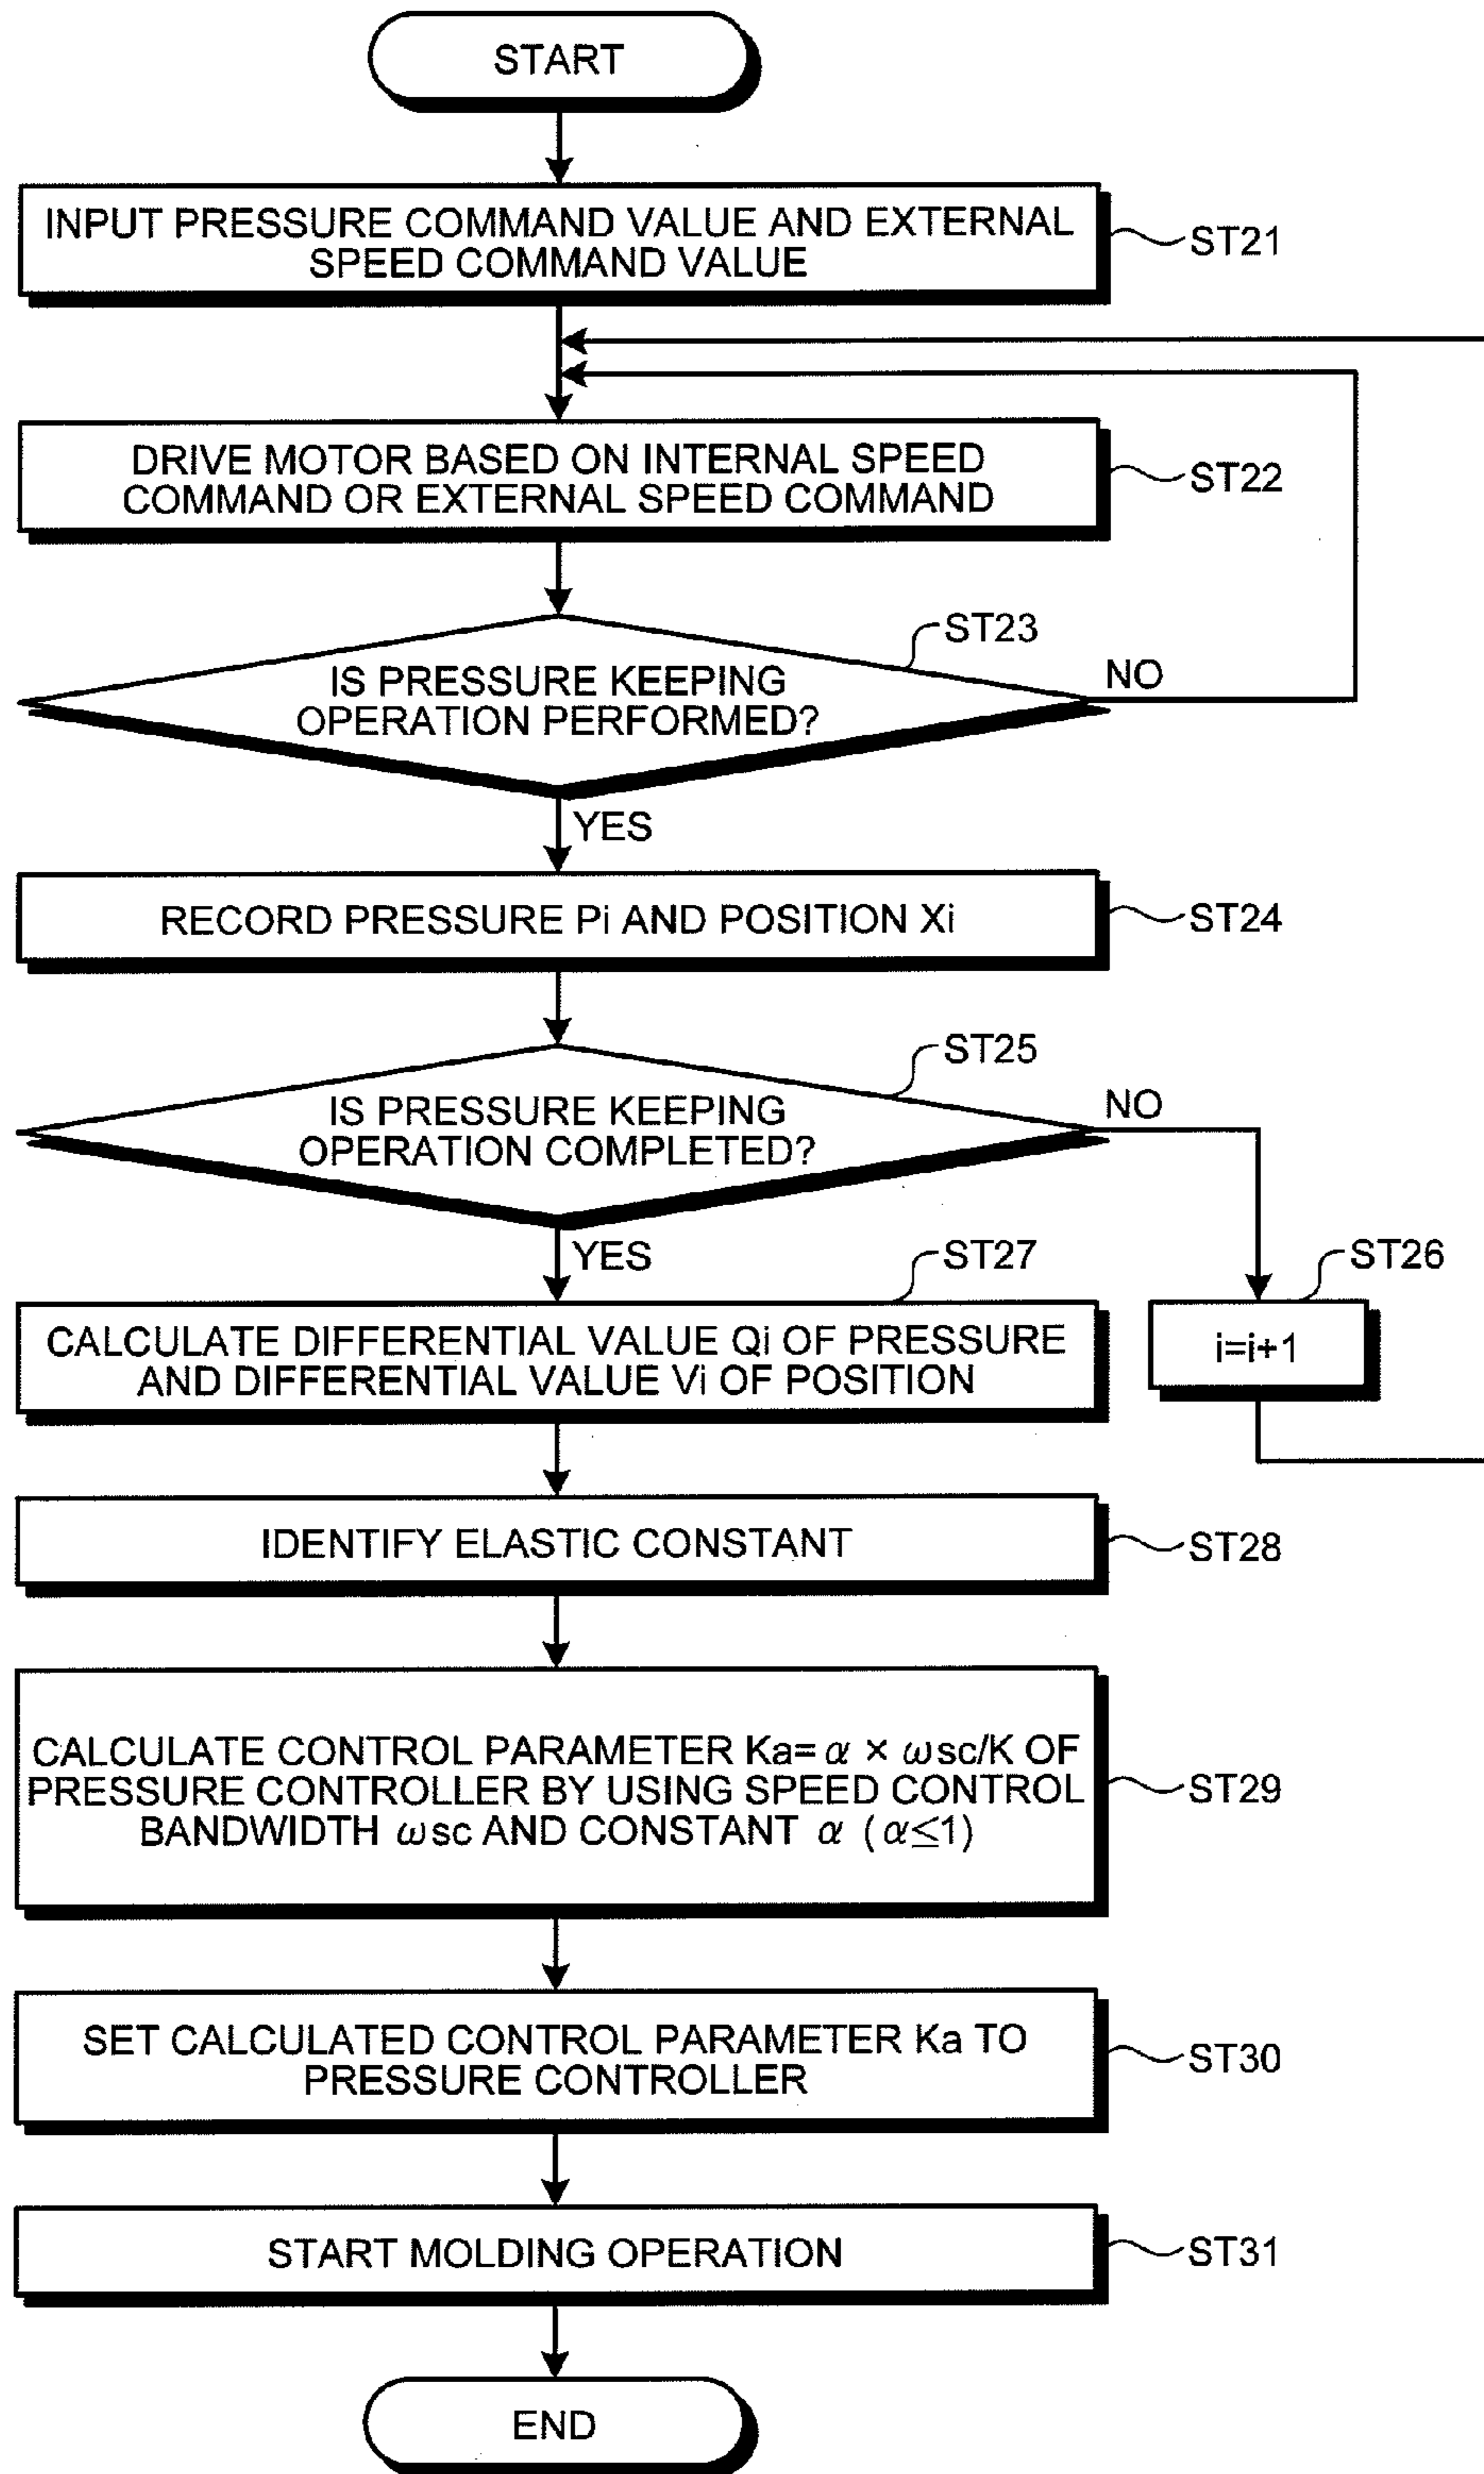 START
INPUT PRESSURE COMMAND VALUE AND EXTERNAL
SPEED COMMAND VALUE
ST21
DRIVE MOTOR BASED ON INTERNAL SPEED
COMMAND OR EXTERNAL SPEED COMMAND
ST22
ST23
IS PRESSURE KEEPING
OPERATION PERFORMED?
NO
YES
RECORD PRESSURE Pi AND POSITION Xi
ST24
ST25
IS PRESSURE KEEPING
OPERATION COMPLETED?
NO
YES
ST27
ST26
CALCULATE DIFFERENTIAL VALUE Qi OF PRESSURE
AND DIFFERENTIAL VALUE Vi OF POSITION
i=i+1
IDENTIFY ELASTIC CONSTANT
ST28
CALCULATE CONTROL PARAMETER Ka=α × ωsc/K OF
PRESSURE CONTROLLER BY USING SPEED CONTROL
BANDWIDTH ωsc AND CONSTANT α (α≦1)
ST29
SET CALCULATED CONTROL PARAMETER Ka TO
PRESSURE CONTROLLER
ST30
START MOLDING OPERATION
ST31
END